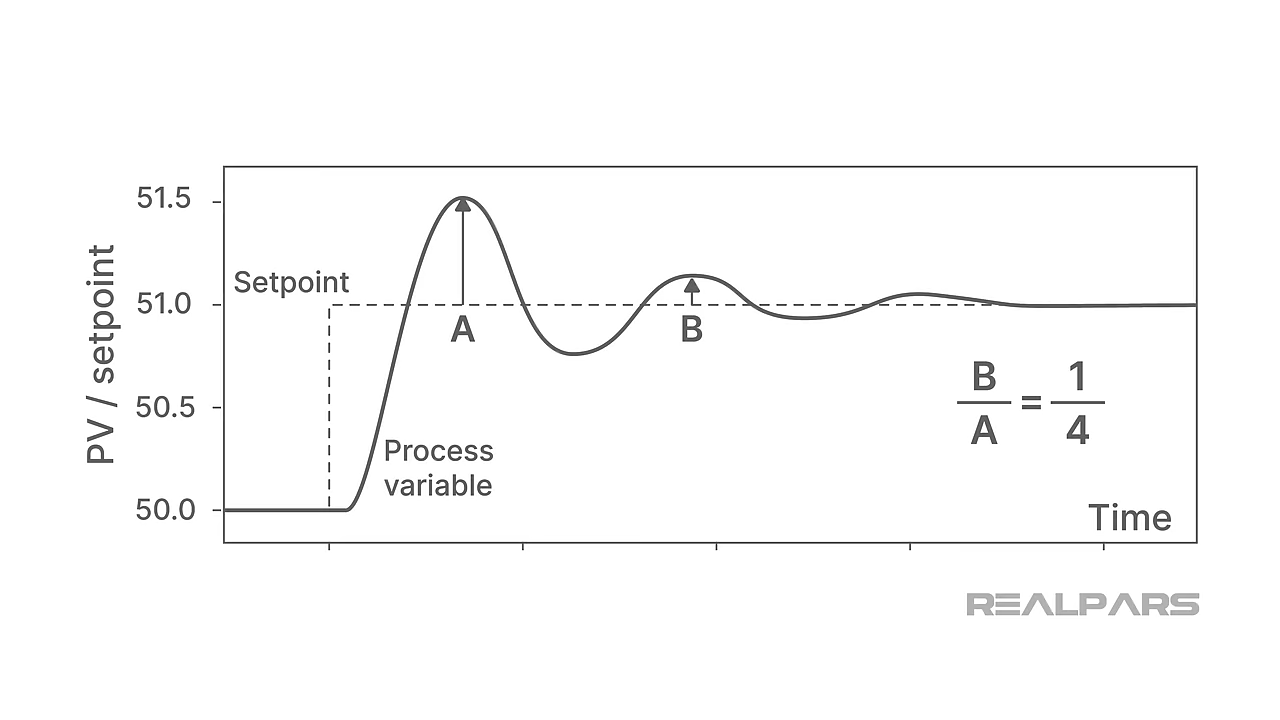 PV / setpoint
51.5
51.0
50.5
50.0
Setpoint
A
B
Process
variable
B
A
=
1
4
Time
REALPARS